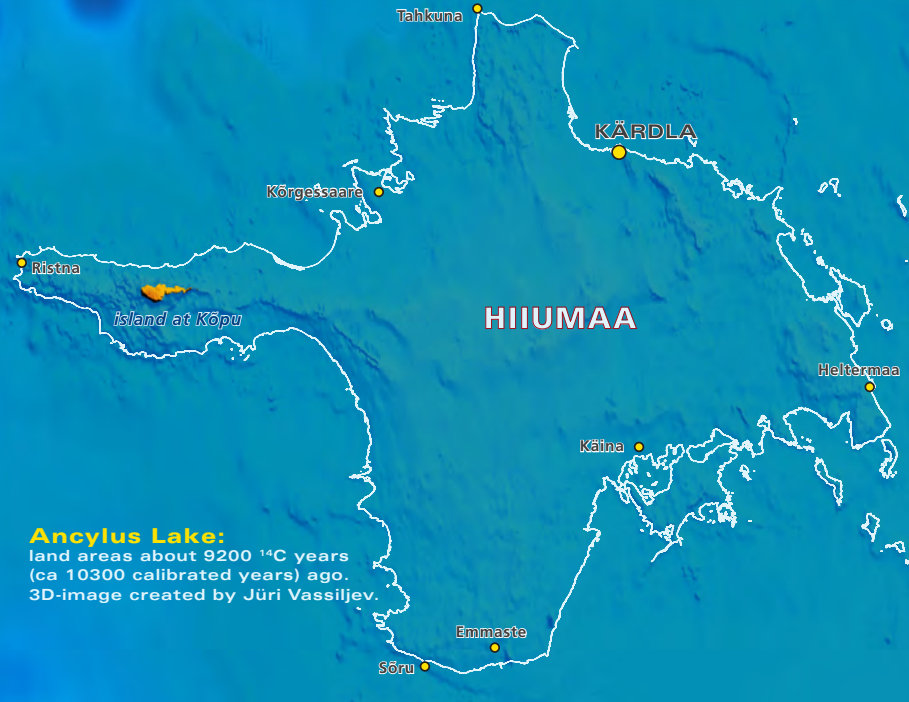 Tahkuna
KÄRDLA
Kõrgessaare
Ristna
island at Kõpu
HIIUMAA
Heltermaa
Käina
Ancylus Lake:
land areas about 9200 ¹⁴C years
(ca 10300 calibrated years) ago.
3D-image created by Jüri Vassiljev.
Emmaste
Sõru